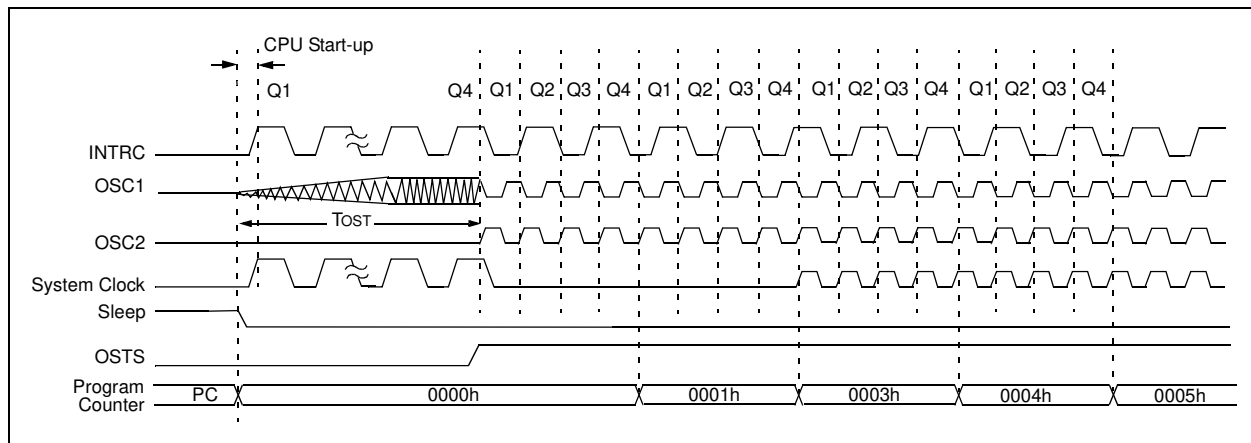 CPU Start-up
Q1 Q4 Q1 Q2 Q3 Q4 Q1 Q2 Q3 Q4 Q1 Q2 Q3 Q4 Q1 Q2 Q3 Q4
INTRC
OSC1
TOST
OSC2
System Clock
Sleep
OSTS
Program Counter PC 0000h 0001h 0003h 0004h 0005h